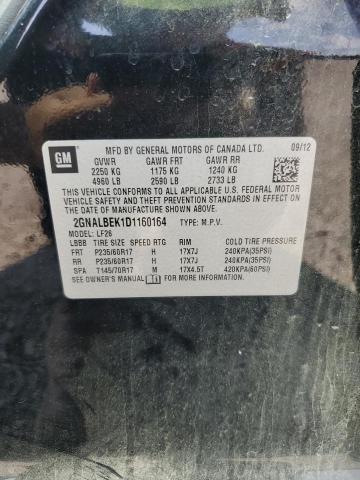 GM
MFD BY GENERAL MOTORS OF CANADA LTD. 09/12
GVWR GAWR FRT GAWR RR
2250 KG 1175 KG 1240 KG
4960 LB 2590 LB 2733 LB
THIS VEHICLE CONFORMS TO ALL APPLICABLE U.S. FEDERAL MOTOR
VEHICLE SAFETY, BUMPER, AND THEFT PREVENTION STANDARDS IN
EFFECT ON THE DATE OF MANUFACTURE SHOWN ABOVE.
2GNALBEK1D1160164 TYPE: M.P.V.
MODEL: LF26
LBBB TIRE SIZE SPEED RTG RIM COLD TIRE PRESSURE
FRT P235/60R17 H 17X7J 240KPA(35PSI)
RR P235/60R17 H 17X7J 240KPA(35PSI)
SPA T145/70R17 M 17X4.5T 420KPA(60PSI)
SEE OWNER'S MANUAL FOR ADDITIONAL INFORMATION.